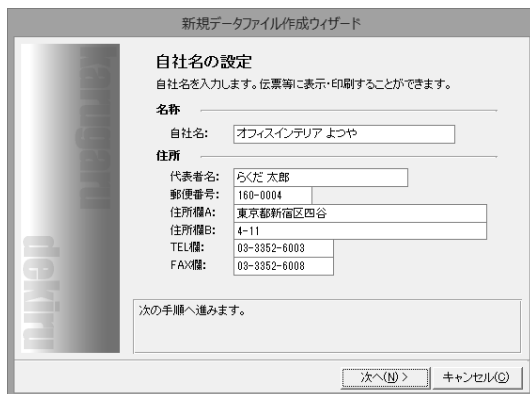 新規データファイル作成ウィザード
自社名の設定
自社名を入力します。伝票等に表示・印刷することができます。
名称
自社名: オフィスインテリア よつや
住所
代表者名: らくだ 太郎
郵便番号: 160-0004
住所欄A: 東京都新宿区四谷
住所欄B: 4-11
TEL欄: 03-3352-6003
FAX欄: 03-3352-6008
karugaru
dekiru
次の手順へ進みます。
次へ(N) > キャンセル(C)